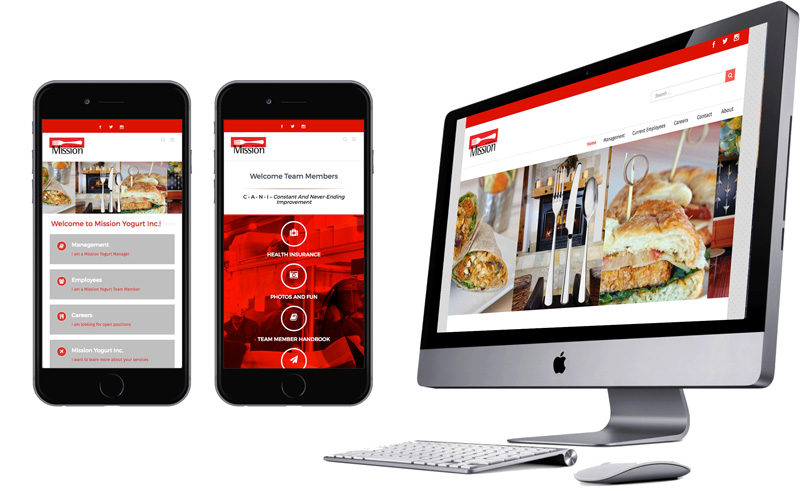 Mission
Welcome to Mission Yogurt Inc.!
Management
I am a Mission Yogurt Manager
Employees
I am a Mission Yogurt Team Member
Careers
I am looking for open positions
Mission Yogurt Inc.
I want to learn more about your services
Mission
Welcome Team Members
C - A - N - I - Constant And Never-Ending
Improvement
HEALTH INSURANCE
PHOTOS AND FUN
TEAM MEMBER HANDBOOK
f
Search ...
Mission
Home Management Current Employees Careers Contact About